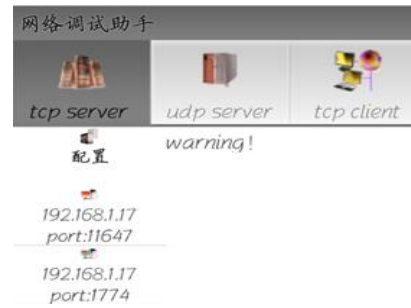 网络调试助手
tcp server
udp server
tcp client
配置
warning!
192.168.1.17
port:11647
192.168.1.17
port:1774